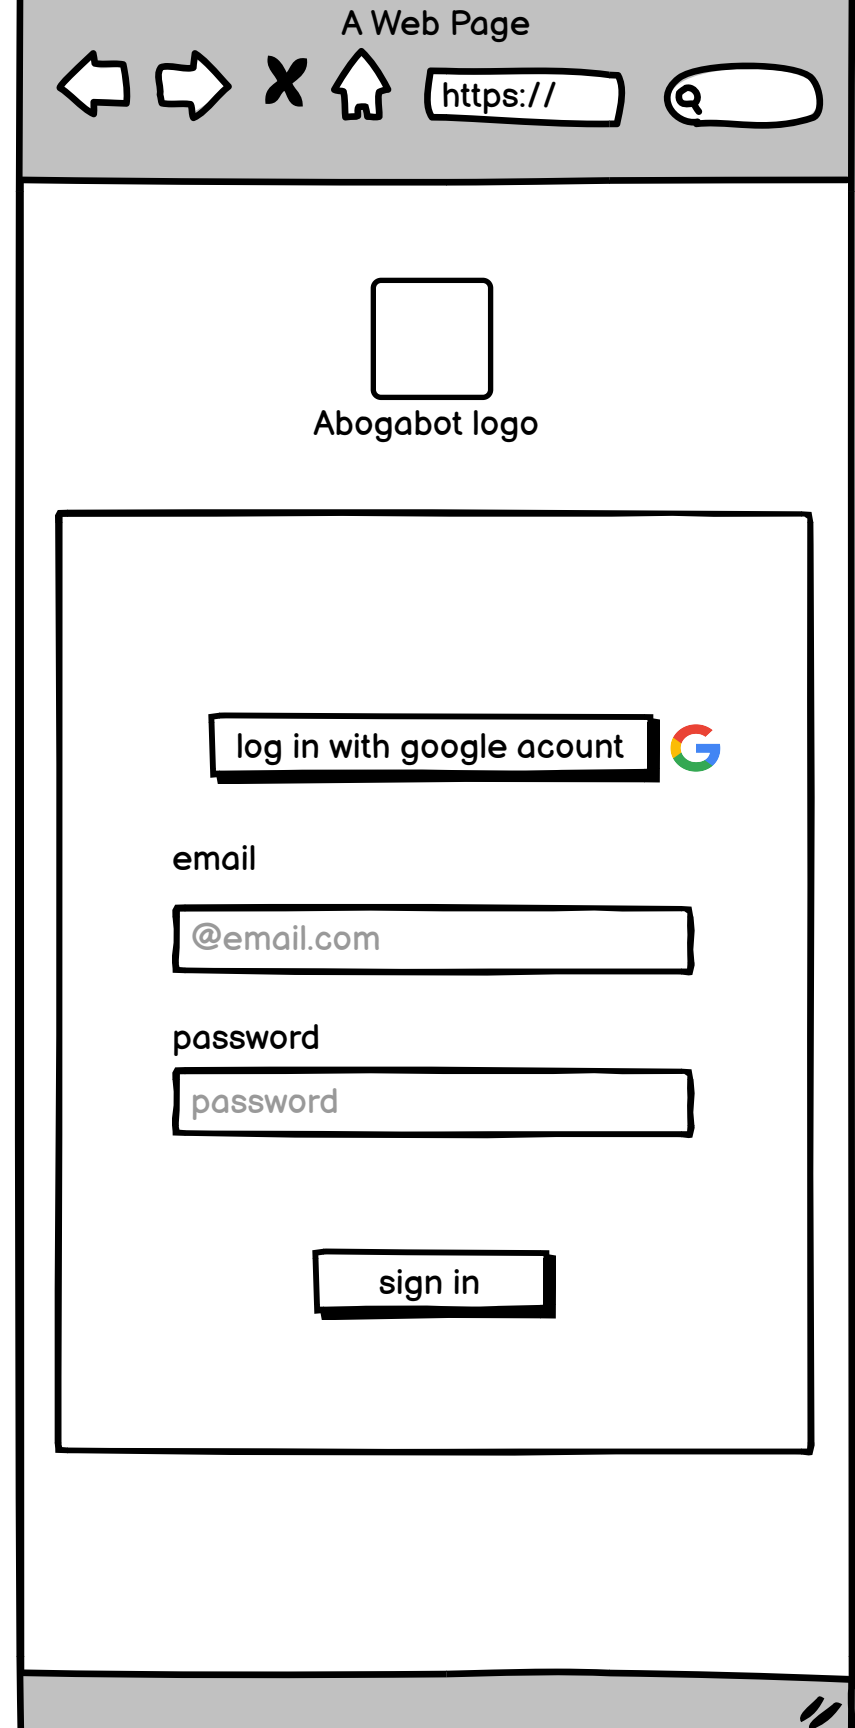 A Web Page
https://
Abogabot logo
log in with google acount
email
@email.com
password
password
sign in